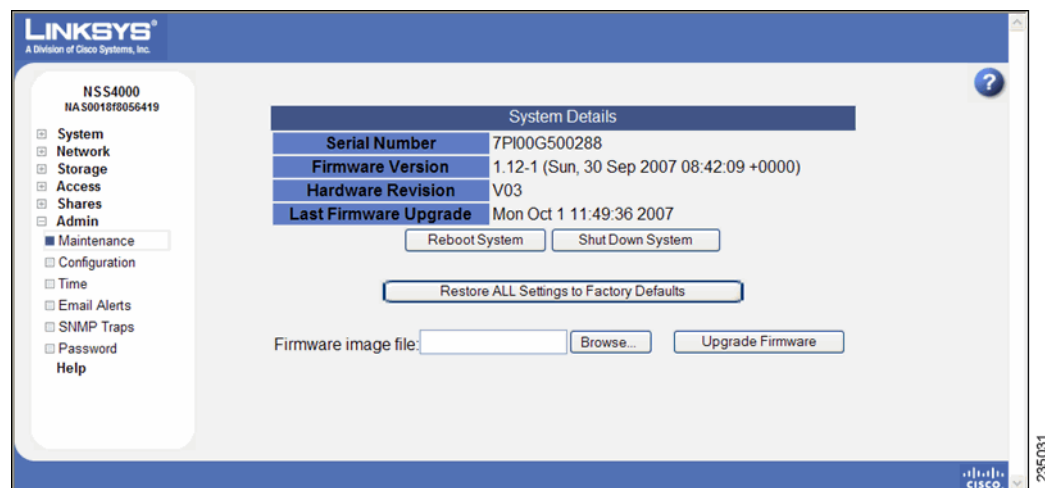 LINKSYS®
A Division of Cisco Systems, Inc.
NSS4000
NAS0018f8056419
System
Network
Storage
Access
Shares
Admin
Maintenance
Configuration
Time
Email Alerts
SNMP Traps
Password
Help
?
System Details
Serial Number 7PI00G500288
Firmware Version 1.12-1 (Sun, 30 Sep 2007 08:42:09 +0000)
Hardware Revision V03
Last Firmware Upgrade Mon Oct 1 11:49:36 2007
Reboot System Shut Down System
Restore ALL Settings to Factory Defaults
Firmware image file: Browse... Upgrade Firmware
CISCO.
235031